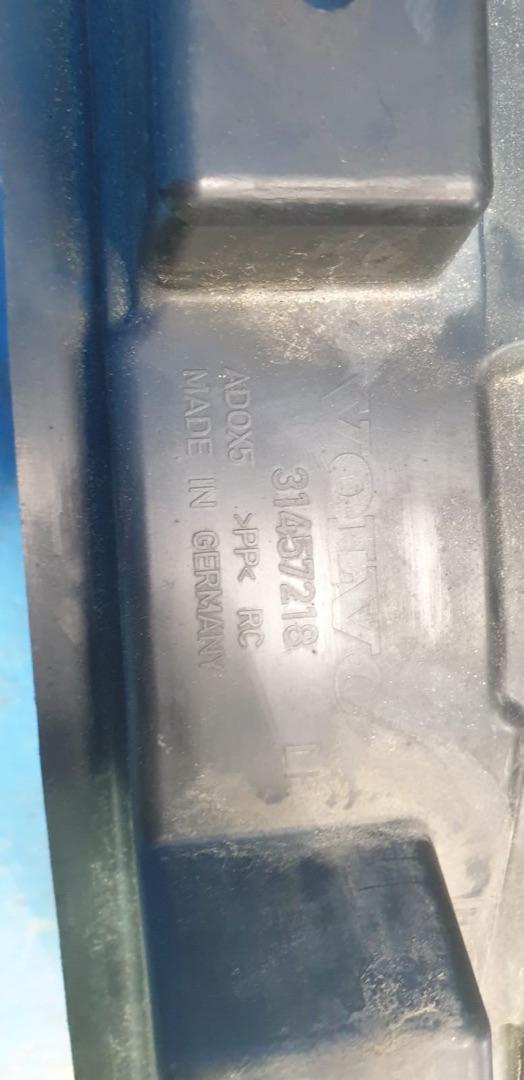 VOLVO
31457218 L
ADOX5 >PP< RC
MADE IN GERMANY